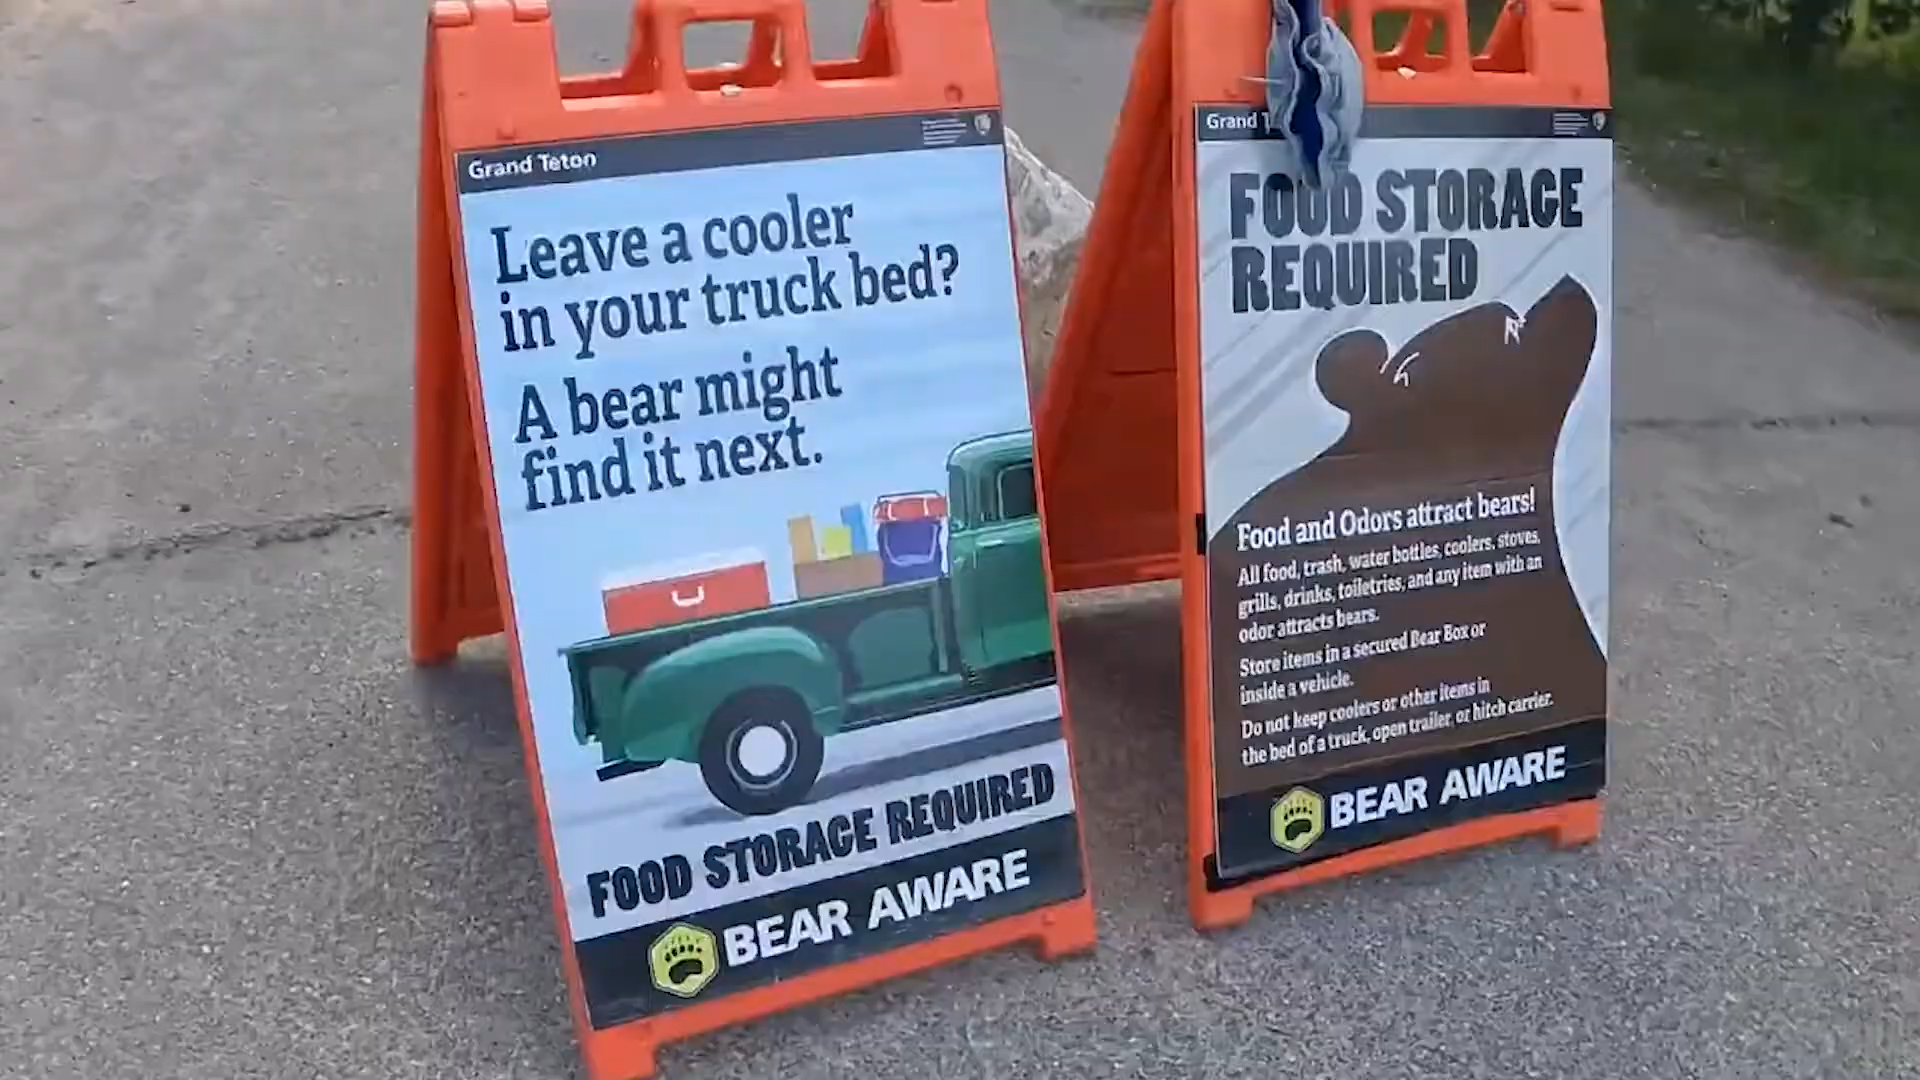 Grand Teton
Leave a cooler
in your truck bed?
A bear might
find it next.
FOOD STORAGE REQUIRED
BEAR AWARE
Grand
FOOD STORAGE
REQUIRED
Food and Odors attract bears!
All food, trash, water bottles, coolers, stoves,
grills, drinks, toiletries, and any item with an
odor attracts bears.
Store items in a secured Bear Box or
inside a vehicle.
Do not keep coolers or other items in
the bed of a truck, open trailer, or hitch carrier.
BEAR AWARE